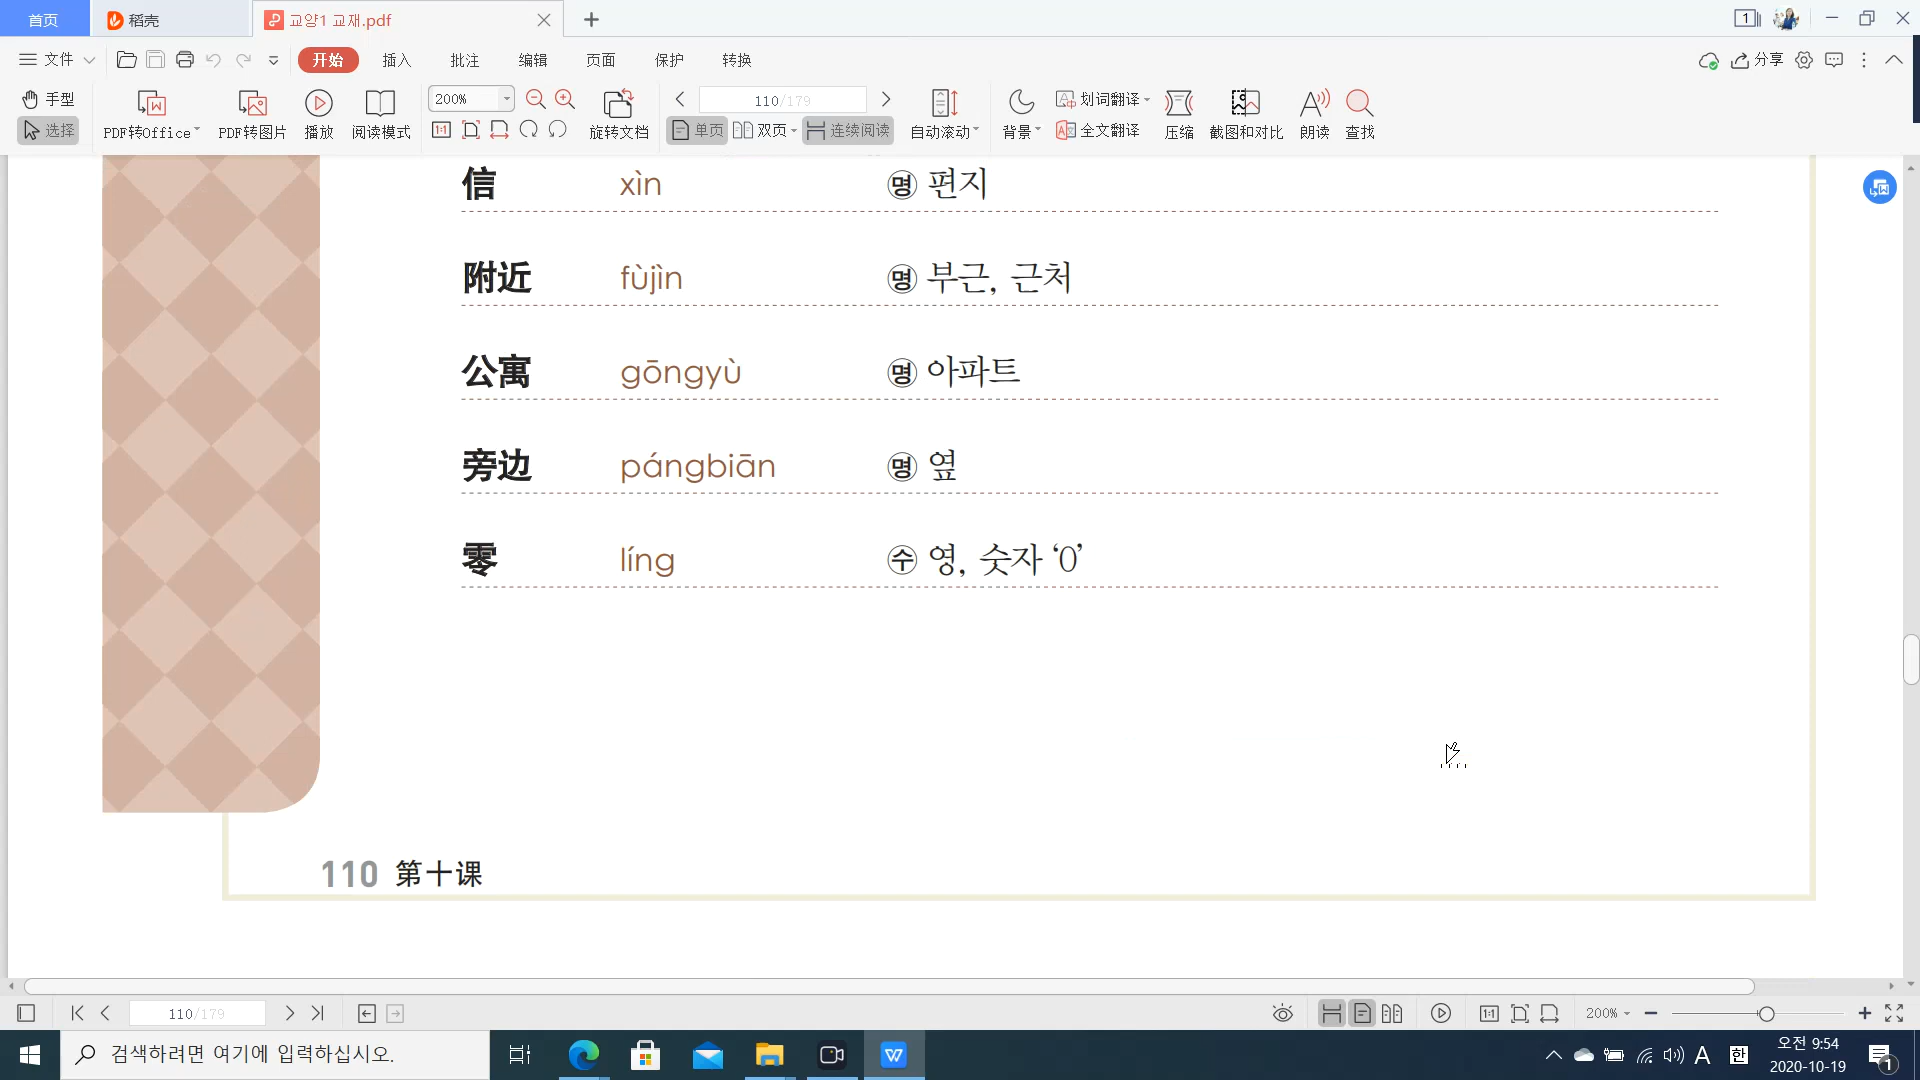 首页
稻壳
교양1 교재.pdf
1
文件
开始
插入
批注
编辑
页面
保护
转换
分享
手型
选择
PDF转Office
PDF转图片
播放
阅读模式
200%
1:1
旋转文档
110/179
单页
双页
连续阅读
自动滚动
背景
划词翻译
全文翻译
压缩
截图和对比
朗读
查找
信 xìn 명 편지
附近 fùjìn 명 부근, 근처
公寓 gōngyù 명 아파트
旁边 pángbiān 명 옆
零 líng 수 영, 숫자 ‘0’
110 第十课
110/179
1:1
200%
검색하려면 여기에 입력하십시오.
A
한
오전 9:54
2020-10-19
1